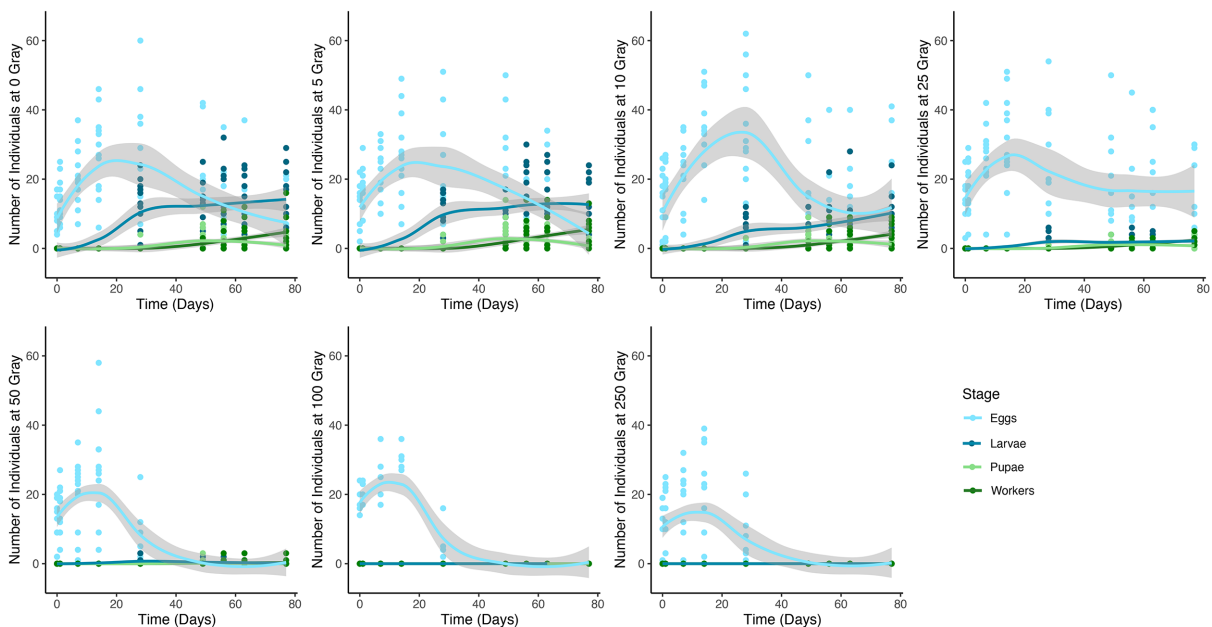 Number of Individuals at 0 Gray
60
40
20
0
0 20 40 60 80
Time (Days)
Number of Individuals at 5 Gray
60
40
20
0
0 20 40 60 80
Time (Days)
Number of Individuals at 10 Gray
60
40
20
0
0 20 40 60 80
Time (Days)
Number of Individuals at 25 Gray
60
40
20
0
0 20 40 60 80
Time (Days)
Number of Individuals at 50 Gray
60
40
20
0
0 20 40 60 80
Time (Days)
Number of Individuals at 100 Gray
60
40
20
0
0 20 40 60 80
Time (Days)
Number of Individuals at 250 Gray
60
40
20
0
0 20 40 60 80
Time (Days)
Stage
Eggs
Larvae
Pupae
Workers